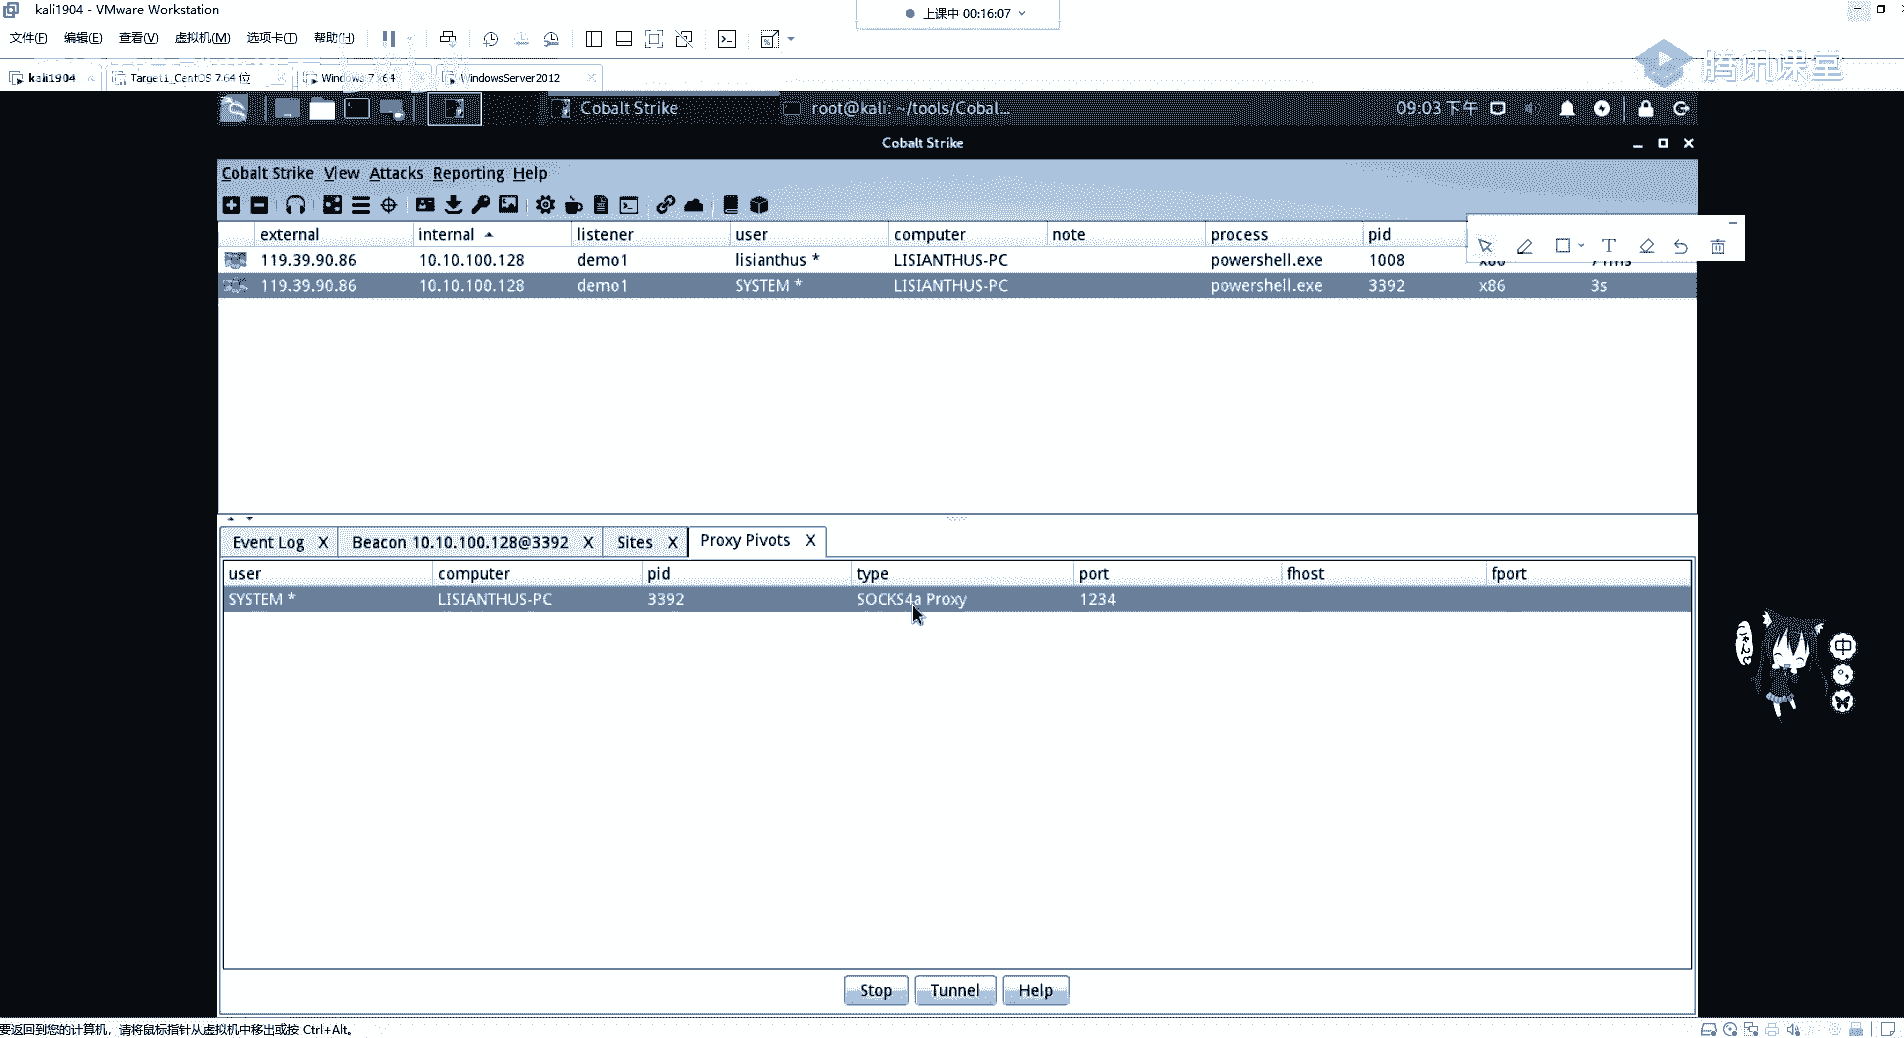 kali1904 - VMware Workstation
上课中 00:16:07
文件(F) 编辑(E) 查看(V) 虚拟机(M) 选项卡(T) 帮助(H)
kali1904 Target1_CentOS 7 64 位 Windows 7 x64 WindowsServer2012
腾讯课堂
Cobalt Strike root@kali: ~/tools/Cobal... 09:03 下午
Cobalt Strike
Cobalt Strike View Attacks Reporting Help
external internal listener user computer note process pid
119.39.90.86 10.10.100.128 demo1 lisianthus * LISIANTHUS-PC powershell.exe 1008 x86
119.39.90.86 10.10.100.128 demo1 SYSTEM * LISIANTHUS-PC powershell.exe 3392 x86 3s
Event Log X Beacon 10.10.100.128@3392 X Sites X Proxy Pivots X
user computer pid type port fhost fport
SYSTEM * LISIANTHUS-PC 3392 SOCKS4a Proxy 1234
中
Stop Tunnel Help
要返回到您的计算机，请将鼠标指针从虚拟机中移出或按 Ctrl+Alt。